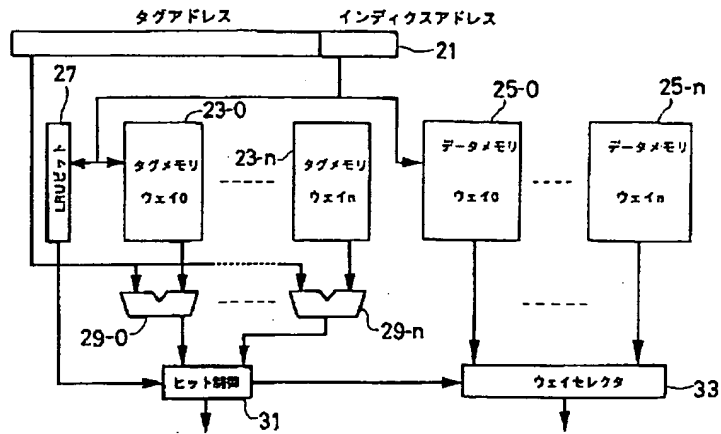 タグアドレス
インデイクスアドレス
21
27
23-0
23-n
25-0
25-n
LRUビット
タグメモリ
ウェイ0
タグメモリ
ウェイn
データメモリ
ウェイ0
データメモリ
ウェイn
29-0
29-n
ヒット制御
31
ウェイセレクタ
33